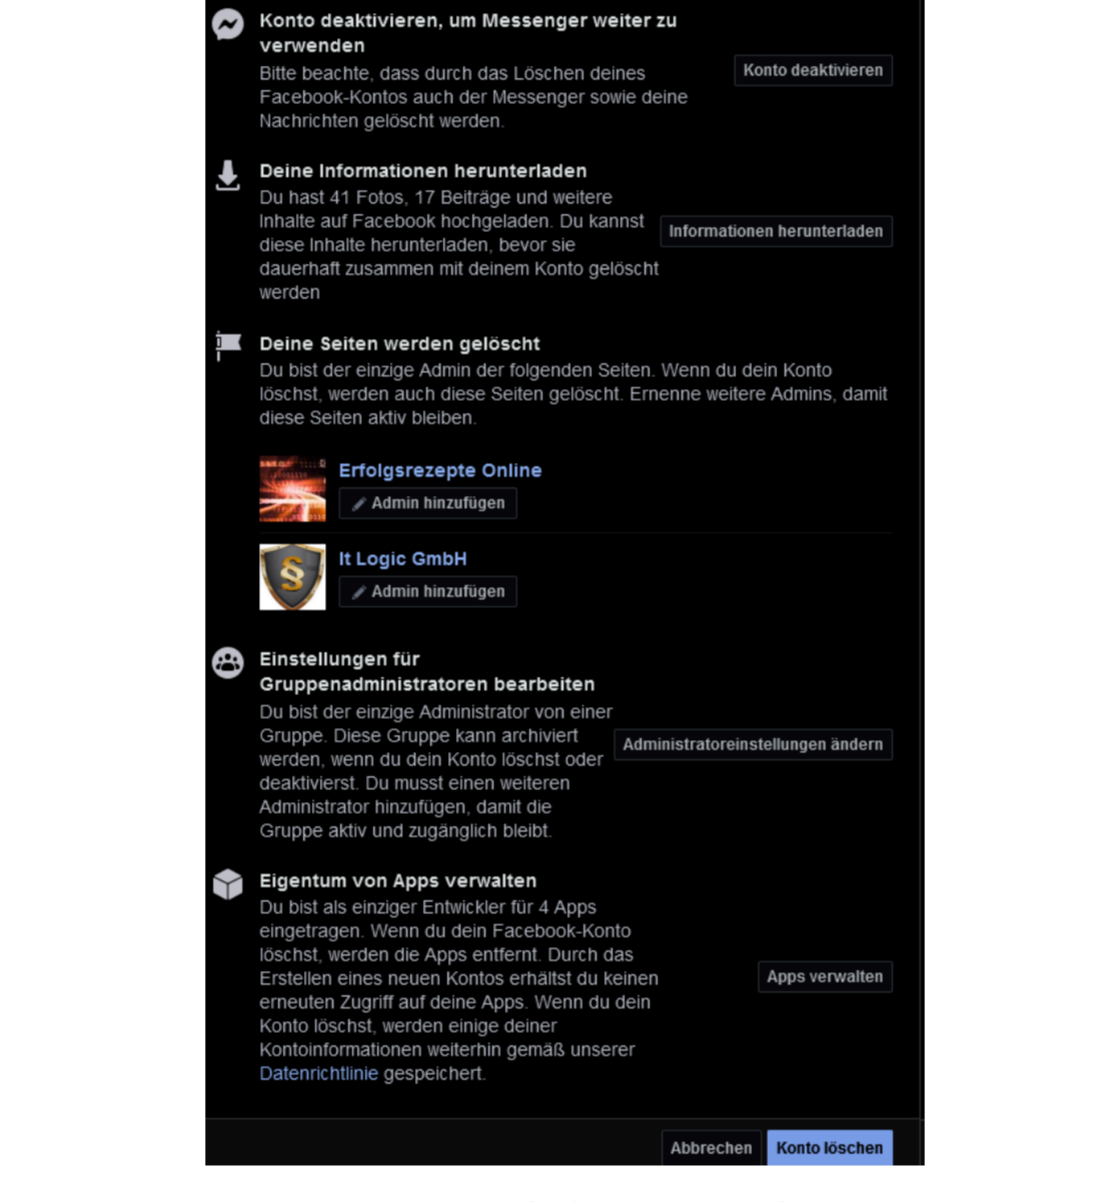 Konto deaktivieren, um Messenger weiter zu
verwenden
Bitte beachte, dass durch das Löschen deines
Facebook-Kontos auch der Messenger sowie deine
Nachrichten gelöscht werden.
Konto deaktivieren
Deine Informationen herunterladen
Du hast 41 Fotos, 17 Beiträge und weitere
Inhalte auf Facebook hochgeladen. Du kannst
diese Inhalte herunterladen, bevor sie
dauerhaft zusammen mit deinem Konto gelöscht
werden
Informationen herunterladen
Deine Seiten werden gelöscht
Du bist der einzige Admin der folgenden Seiten. Wenn du dein Konto
löschst, werden auch diese Seiten gelöscht. Ernenne weitere Admins, damit
diese Seiten aktiv bleiben.
Erfolgsrezepte Online
Admin hinzufügen
It Logic GmbH
Admin hinzufügen
§
Einstellungen für
Gruppenadministratoren bearbeiten
Du bist der einzige Administrator von einer
Gruppe. Diese Gruppe kann archiviert
werden, wenn du dein Konto löschst oder
deaktivierst. Du musst einen weiteren
Administrator hinzufügen, damit die
Gruppe aktiv und zugänglich bleibt.
Administratoreinstellungen ändern
Eigentum von Apps verwalten
Du bist als einziger Entwickler für 4 Apps
eingetragen. Wenn du dein Facebook-Konto
löschst, werden die Apps entfernt. Durch das
Erstellen eines neuen Kontos erhältst du keinen
erneuten Zugriff auf deine Apps. Wenn du dein
Konto löschst, werden einige deiner
Kontoinformationen weiterhin gemäß unserer
Datenrichtlinie gespeichert.
Apps verwalten
Abbrechen
Konto löschen